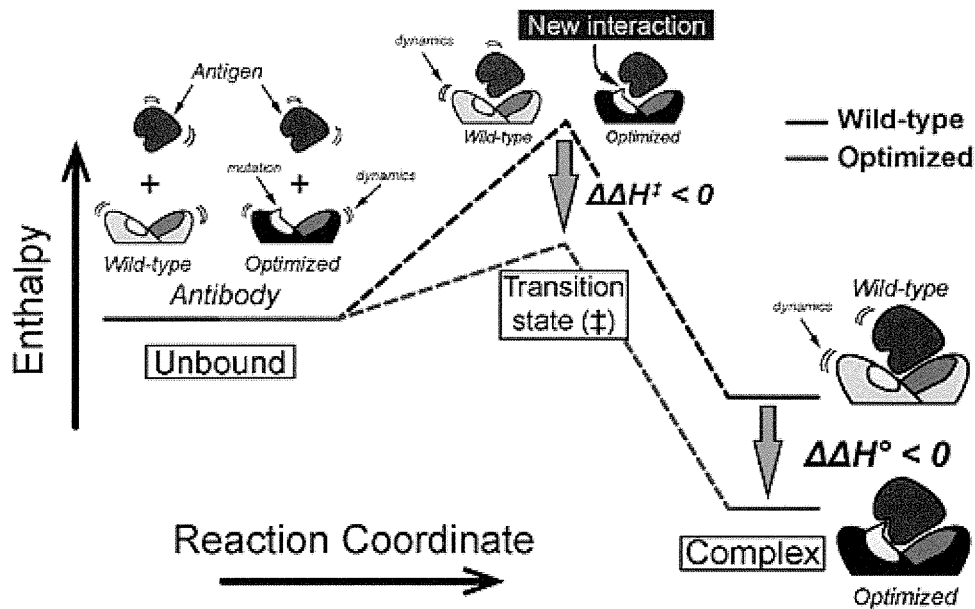 New interaction
dynamics
Antigen
Wild-type
Optimized
Wild-type
Optimized
mutation
dynamics
+
+
ΔΔH‡ < 0
Wild-type
Optimized
Antibody
Transition
state (‡)
Wild-type
dynamics
Enthalpy
Unbound
ΔΔH° < 0
Reaction Coordinate
Complex
Optimized